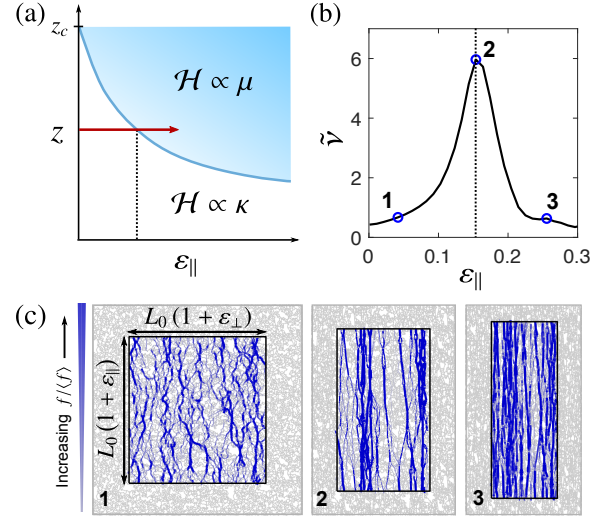 (a)
z_c
ℋ ∝ μ
z
ℋ ∝ κ
ε_∥
(b)
6
4
2
0
ṽ
1
2
3
0
0.1
0.2
0.3
ε_∥
(c)
Increasing f/⟨f⟩
L_0 (1 + ε_⊥)
L_0 (1 + ε_∥)
1
2
3